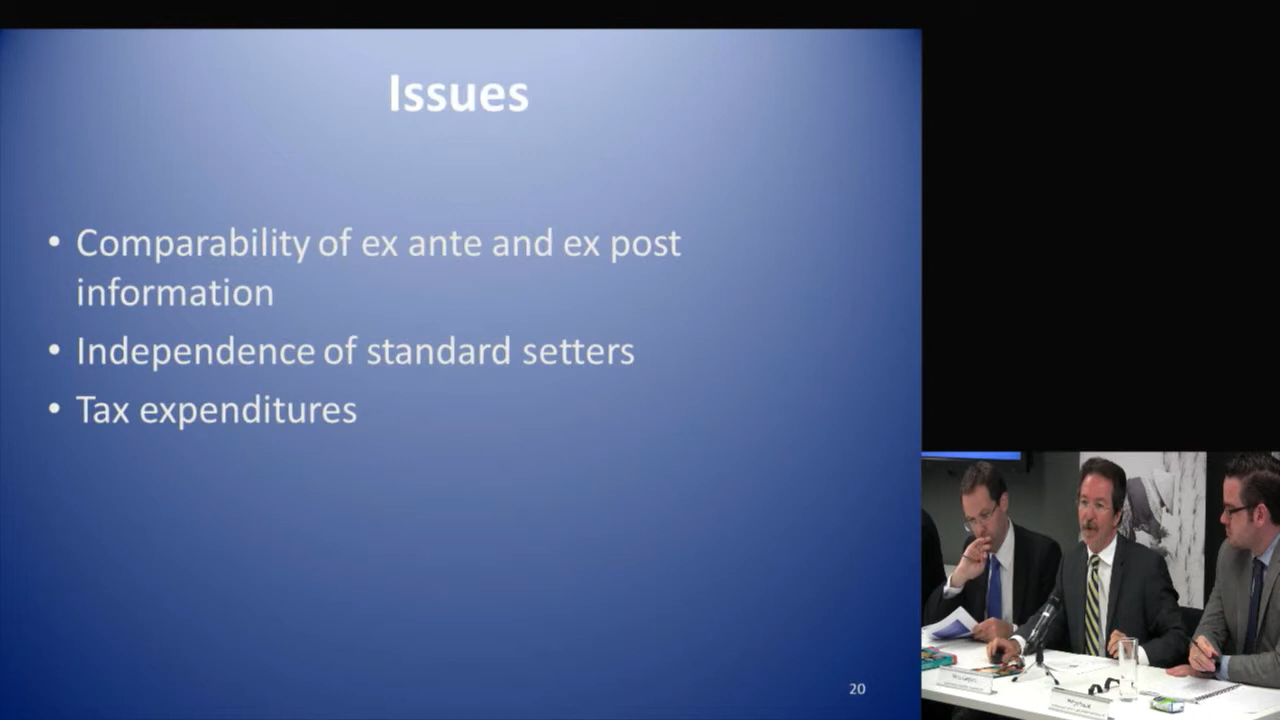 Issues
• Comparability of ex ante and ex post
information
• Independence of standard setters
• Tax expenditures
20